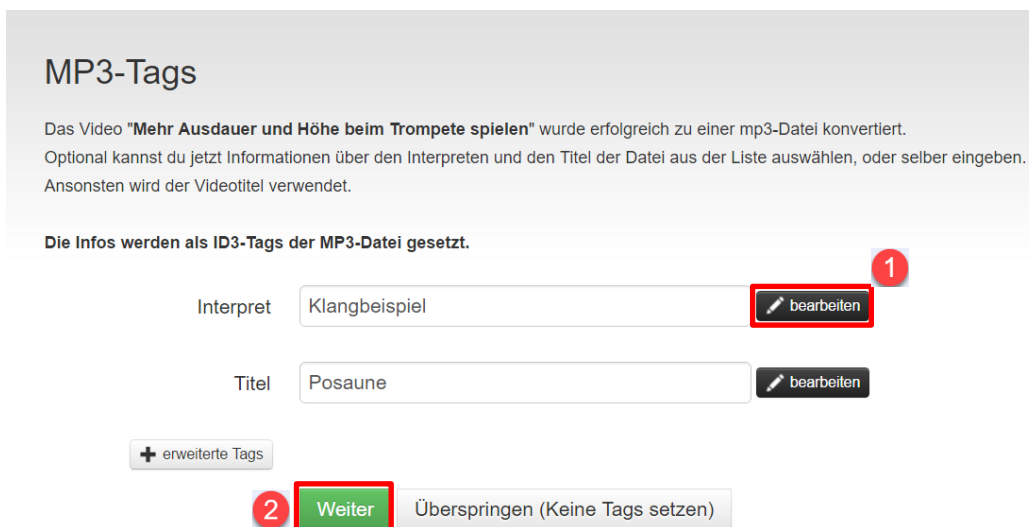 MP3-Tags
Das Video "Mehr Ausdauer und Höhe beim Trompete spielen" wurde erfolgreich zu einer mp3-Datei konvertiert.
Optional kannst du jetzt Informationen über den Interpreten und den Titel der Datei aus der Liste auswählen, oder selber eingeben.
Ansonsten wird der Videotitel verwendet.
Die Infos werden als ID3-Tags der MP3-Datei gesetzt.
1
Interpret Klangbeispiel bearbeiten
Titel Posaune bearbeiten
+ erweiterte Tags
2 Weiter Überspringen (Keine Tags setzen)